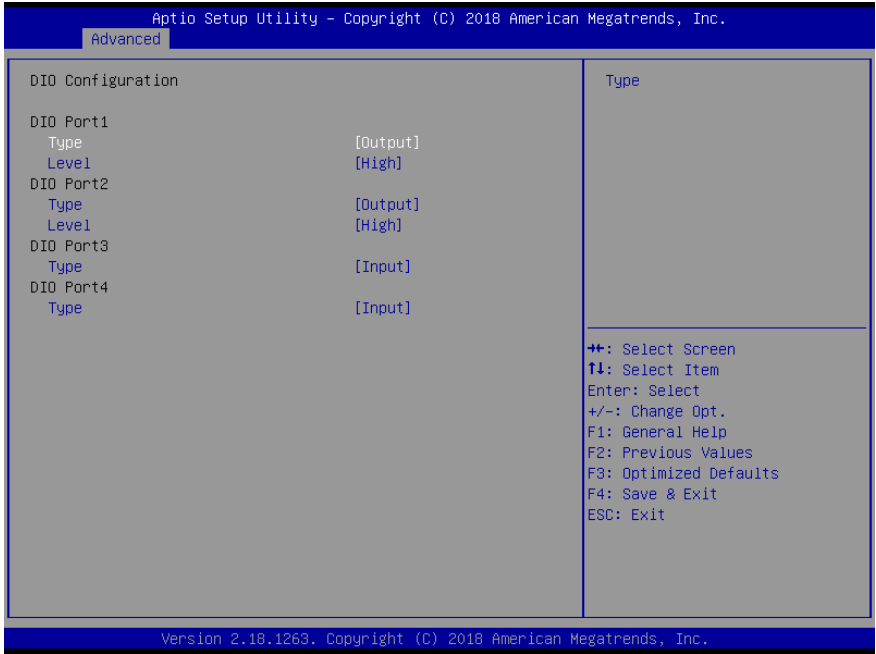 Aptio Setup Utility – Copyright (C) 2018 American Megatrends, Inc.
Advanced
DIO Configuration
DIO Port1
Type [Output]
Level [High]
DIO Port2
Type [Output]
Level [High]
DIO Port3
Type [Input]
DIO Port4
Type [Input]
Type
→←: Select Screen
↑↓: Select Item
Enter: Select
+/-: Change Opt.
F1: General Help
F2: Previous Values
F3: Optimized Defaults
F4: Save & Exit
ESC: Exit
Version 2.18.1263. Copyright (C) 2018 American Megatrends, Inc.